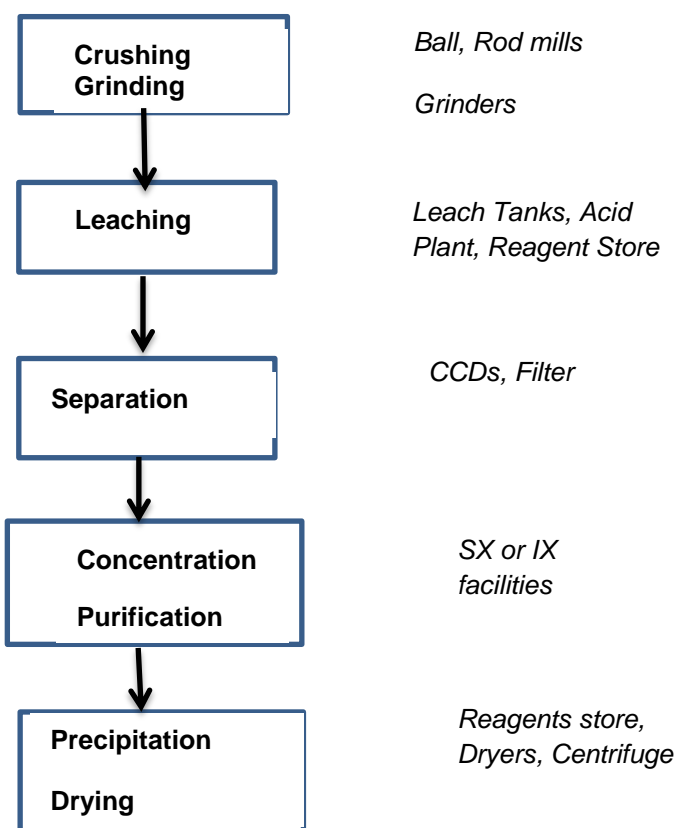 Crushing
Grinding
Ball, Rod mills
Grinders
Leaching
Leach Tanks, Acid
Plant, Reagent Store
Separation
CCDs, Filter
Concentration
Purification
SX or IX
facilities
Precipitation
Drying
Reagents store,
Dryers, Centrifuge